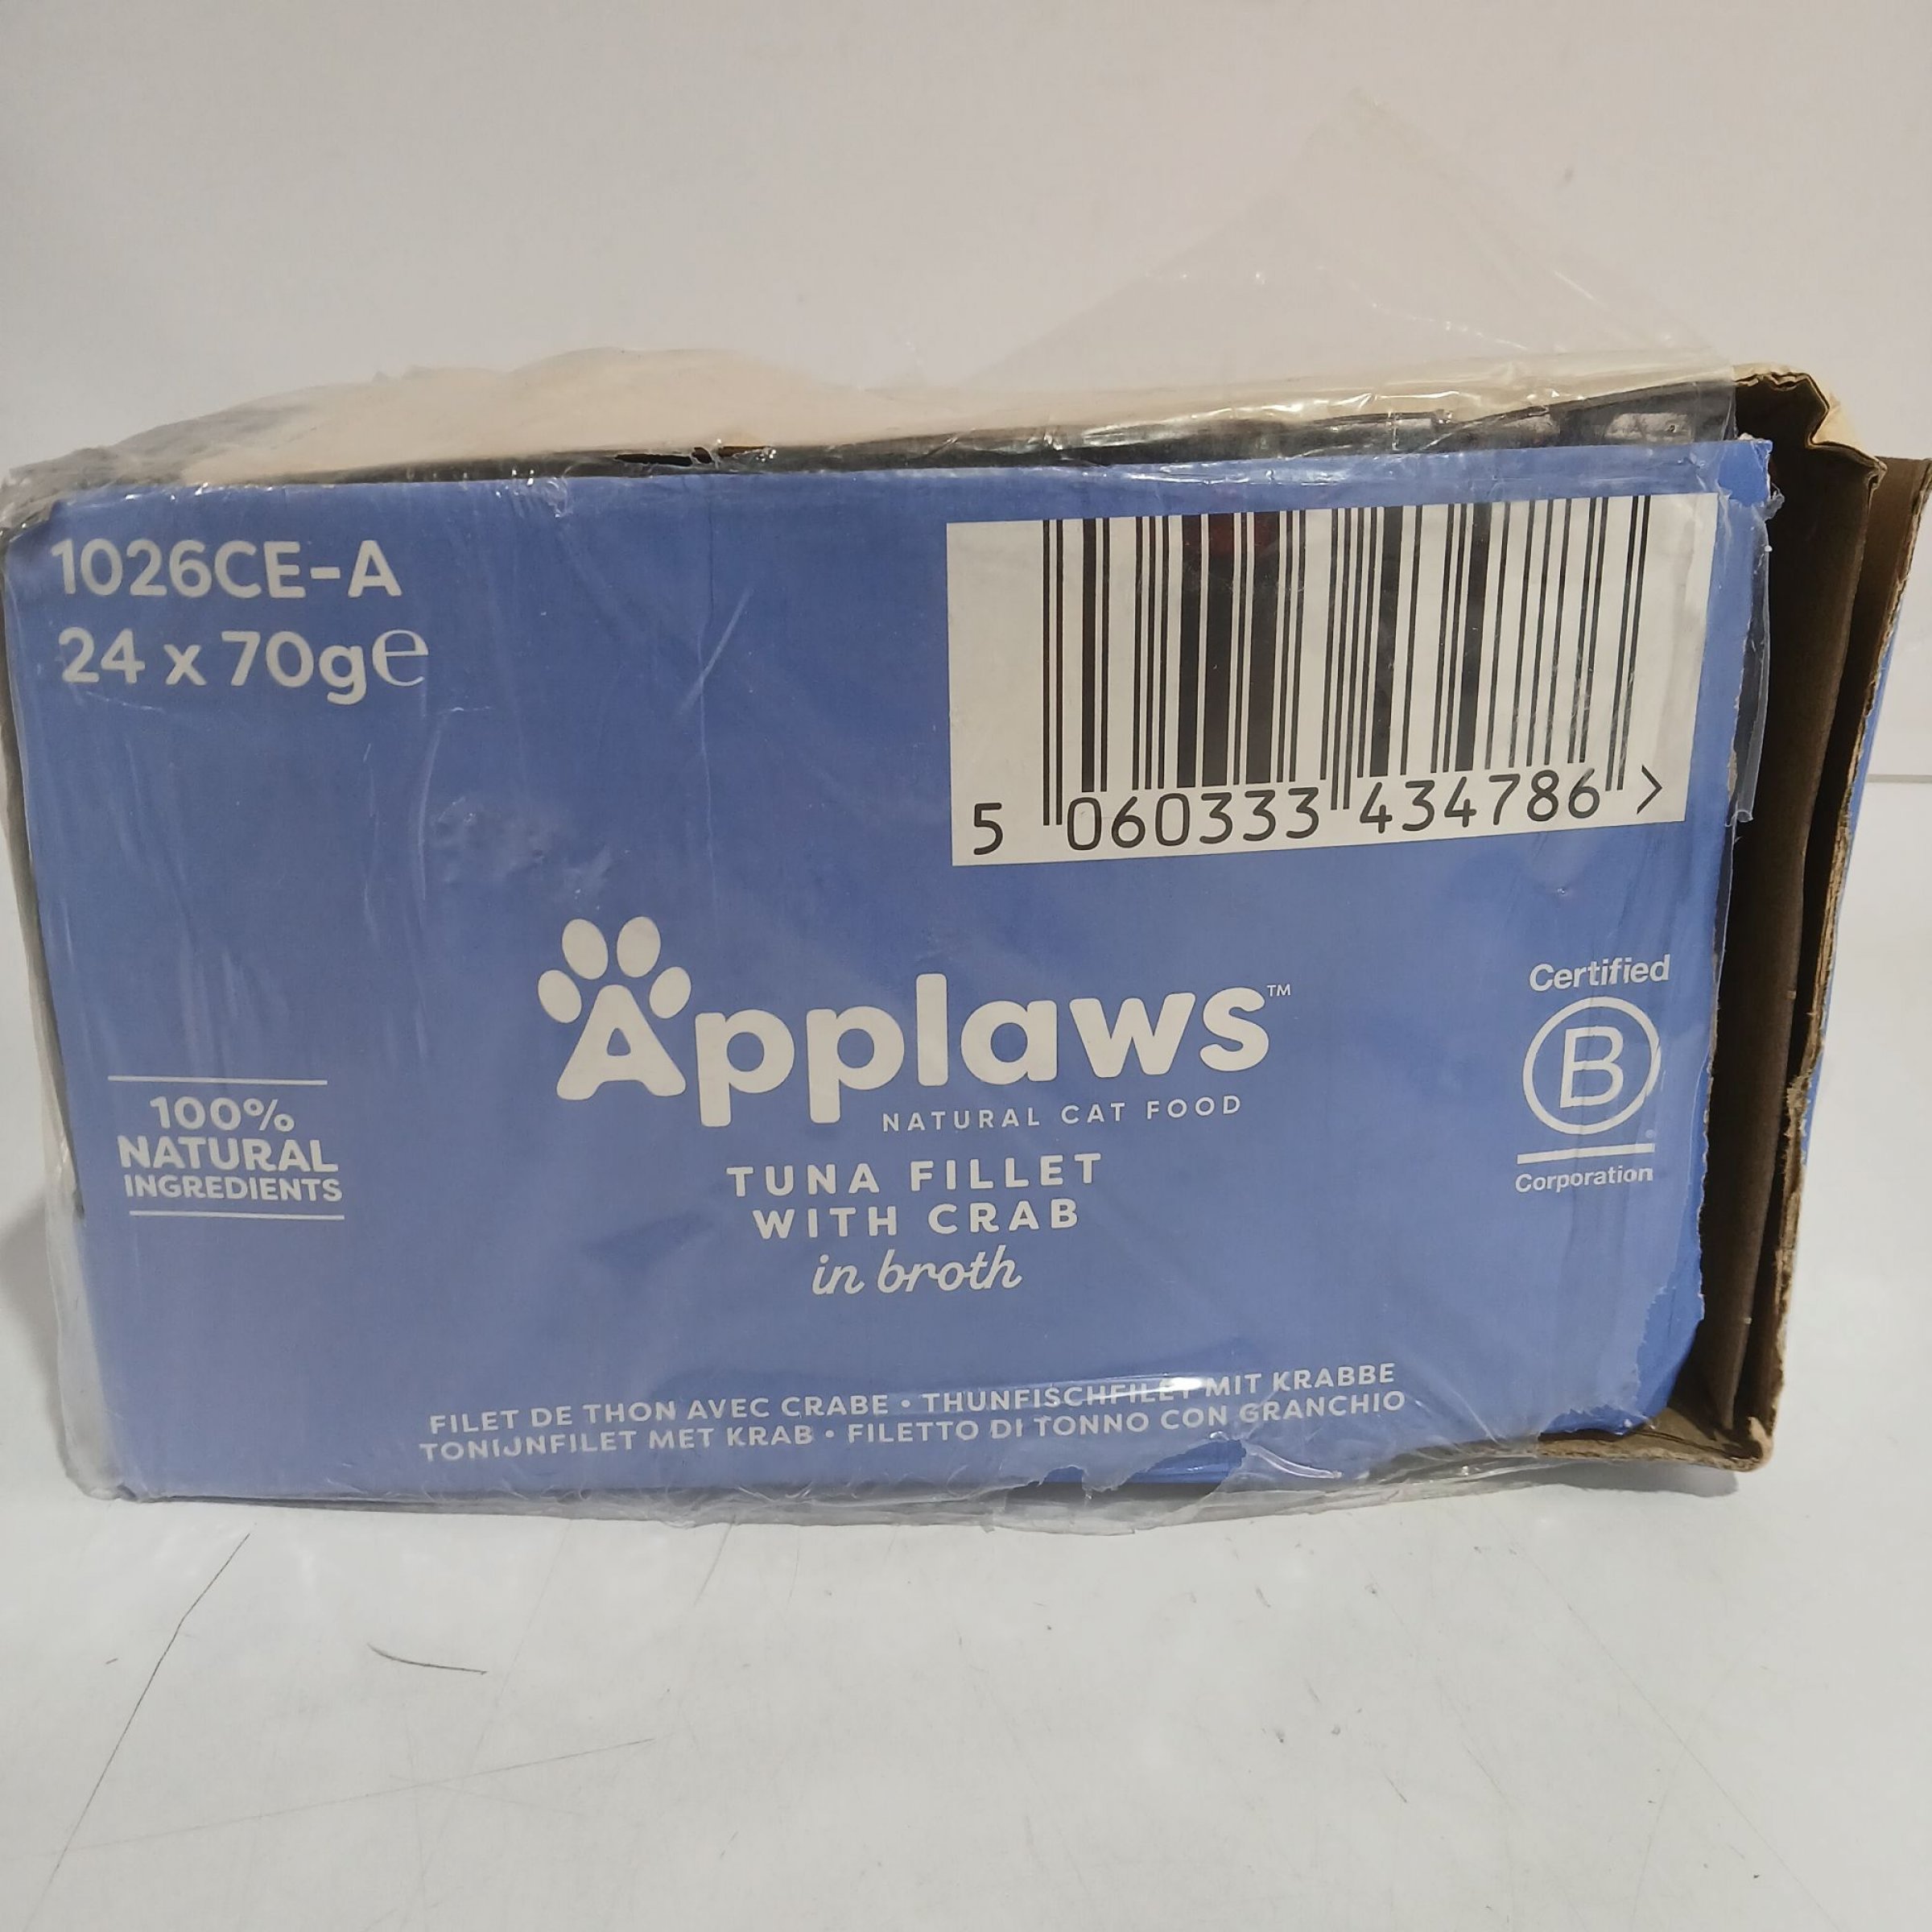 1026CE-A
24 x 70g℮
5 060333 434786 >
Applaws™
NATURAL CAT FOOD
TUNA FILLET
WITH CRAB
in broth
100%
NATURAL
INGREDIENTS
Certified
B
Corporation
FILET DE THON AVEC CRABE • THUNFISCHFILET MIT KRABBE
TONIJNFILET MET KRAB • FILETTO DI TONNO CON GRANCHIO